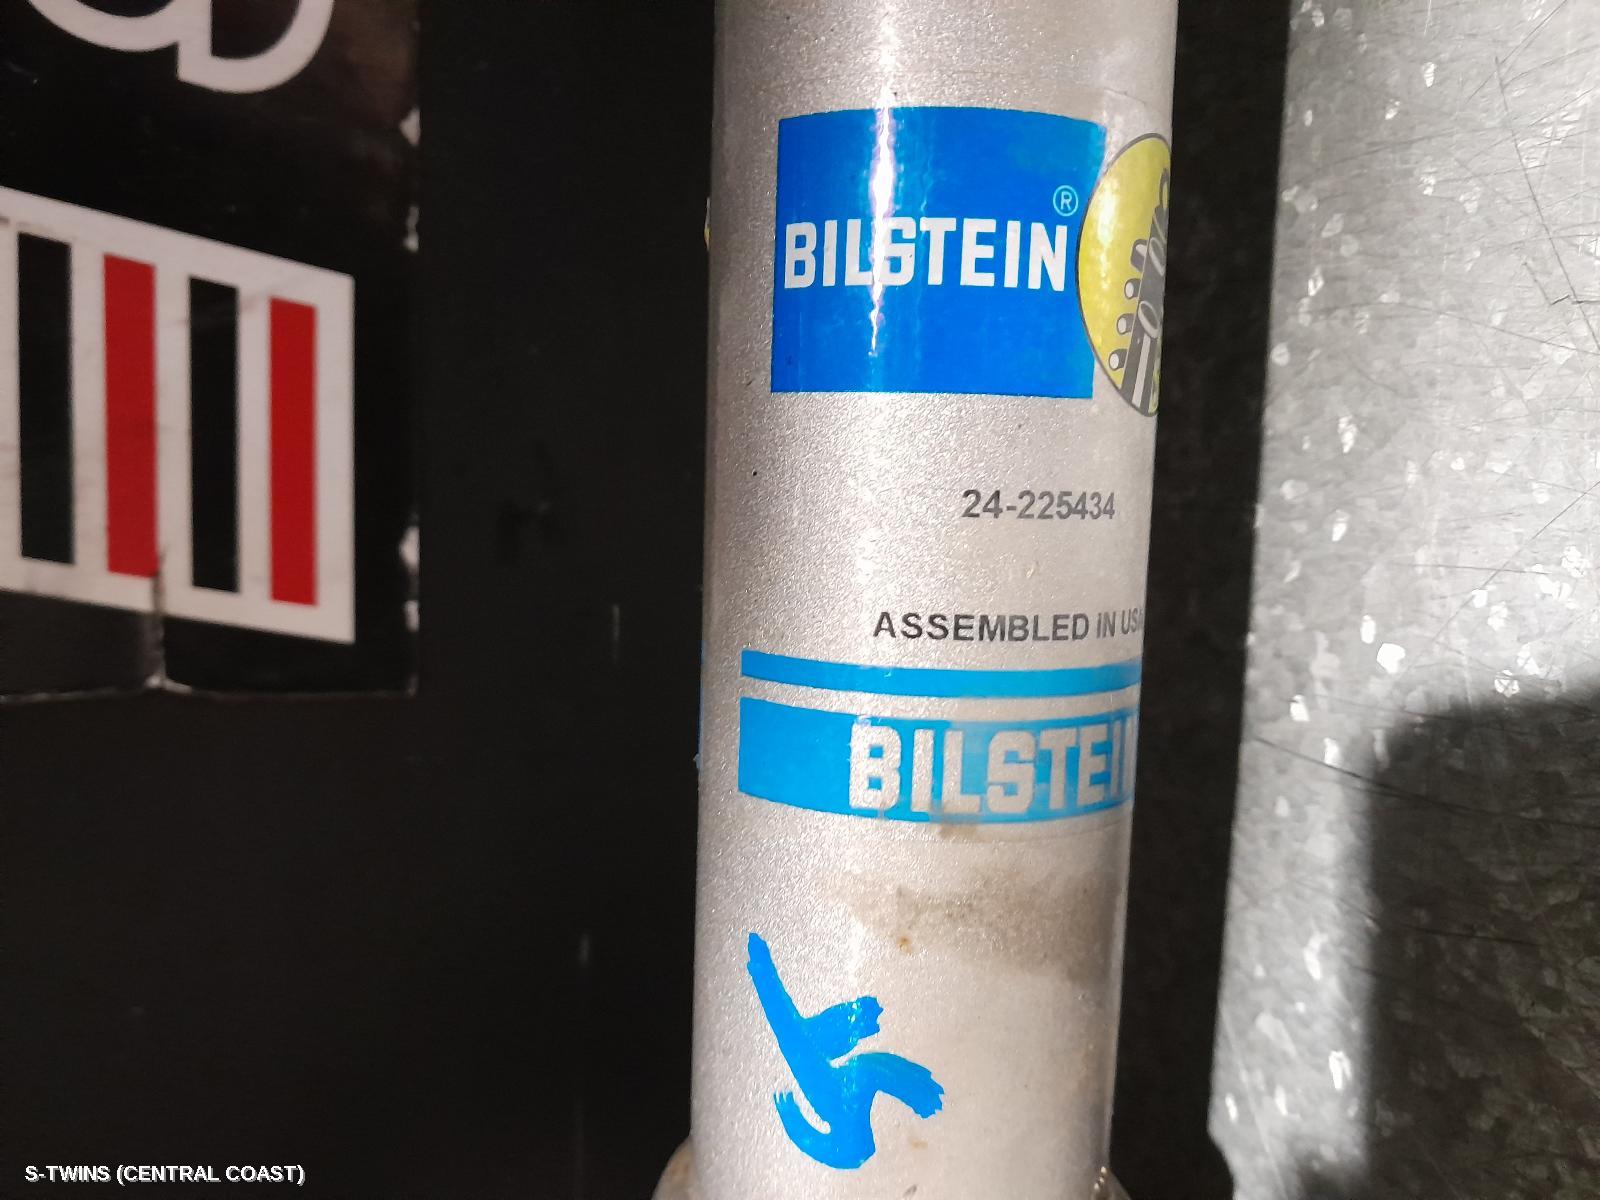 BILSTEIN®
24-225434
ASSEMBLED IN USA
BILSTEIN
S-TWINS (CENTRAL COAST)